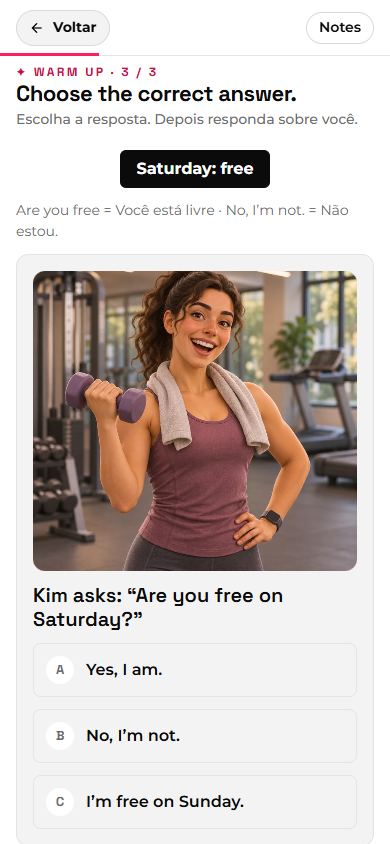 ← Voltar
Notes
✦ WARM UP · 3 / 3
Choose the correct answer.
Escolha a resposta. Depois responda sobre você.
Saturday: free
Are you free = Você está livre · No, I’m not. = Não
estou.
Kim asks: “Are you free on
Saturday?”
A Yes, I am.
B No, I’m not.
C I’m free on Sunday.